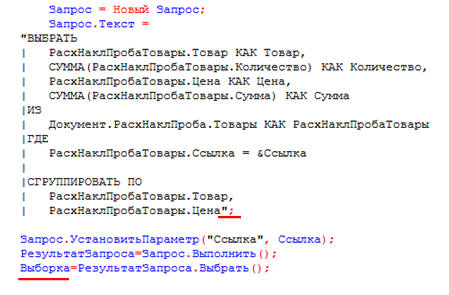 Запрос = Новый Запрос;
Запрос.Текст =
"ВЫБРАТЬ
|   РасхНаклПробаТовары.Товар КАК Товар,
|   СУММА(РасхНаклПробаТовары.Количество) КАК Количество,
|   РасхНаклПробаТовары.Цена КАК Цена,
|   СУММА(РасхНаклПробаТовары.Сумма) КАК Сумма
|ИЗ
|   Документ.РасхНаклПроба.Товары КАК РасхНаклПробаТовары
|ГДЕ
|   РасхНаклПробаТовары.Ссылка = &Ссылка
|
|СГРУППИРОВАТЬ ПО
|   РасхНаклПробаТовары.Товар,
|   РасхНаклПробаТовары.Цена";
Запрос.УстановитьПараметр("Ссылка", Ссылка);
РезультатЗапроса=Запрос.Выполнить();
Выборка=РезультатЗапроса.Выбрать();